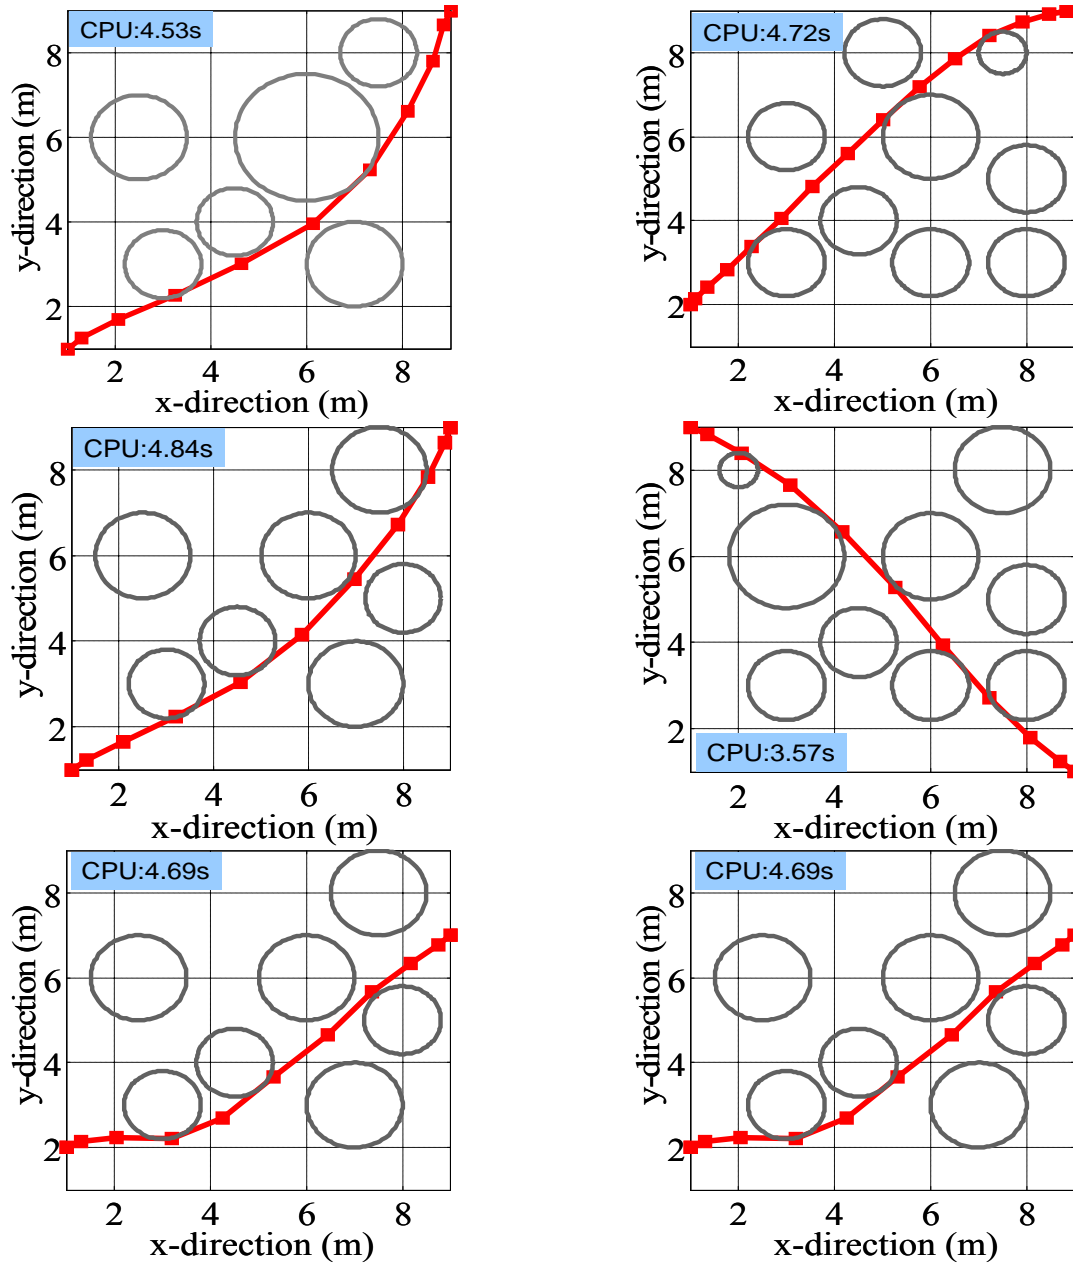 CPU:4.53s
8
6
4
2
y-direction (m)
2 4 6 8
x-direction (m)
CPU:4.72s
8
6
4
2
y-direction (m)
2 4 6 8
x-direction (m)
CPU:4.84s
8
6
4
2
y-direction (m)
2 4 6 8
x-direction (m)
8
6
4
2
y-direction (m)
CPU:3.57s
2 4 6 8
x-direction (m)
CPU:4.69s
8
6
4
2
y-direction (m)
2 4 6 8
x-direction (m)
CPU:4.69s
8
6
4
2
y-direction (m)
2 4 6 8
x-direction (m)